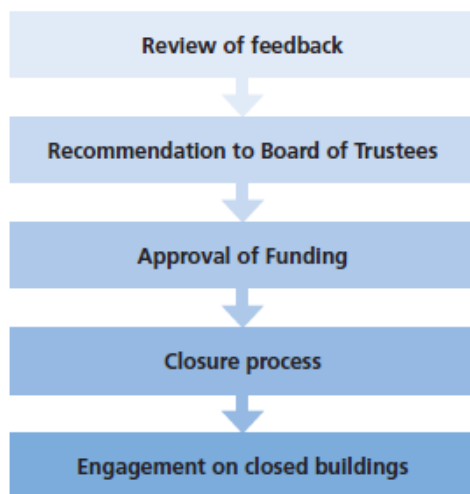 Review of feedback
Recommendation to Board of Trustees
Approval of Funding
Closure process
Engagement on closed buildings